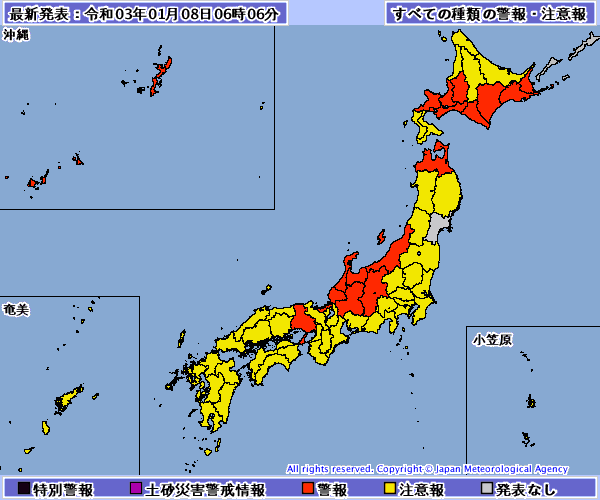 最新発表：令和03年01月08日06時06分
すべての種類の警報・注意報
沖縄
奄美
小笠原
All rights reserved. Copyright © Japan Meteorological Agency
特別警報
土砂災害警戒情報
警報
注意報
発表なし